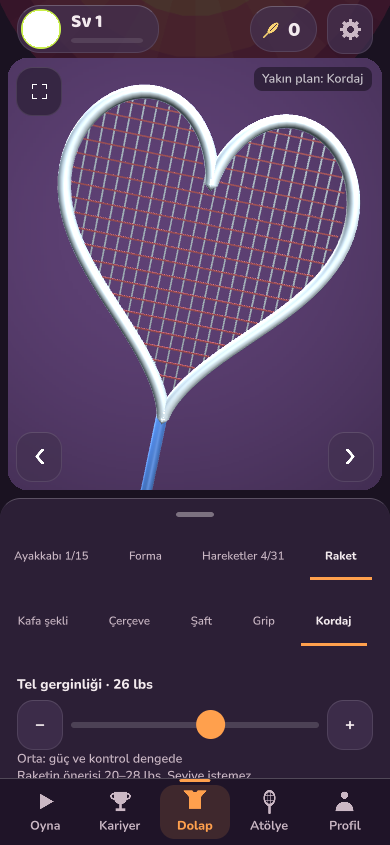 Sv 1
0
Yakın plan: Kordaj
Ayakkabı 1/15 Forma Hareketler 4/31 Raket
Kafa şekli Çerçeve Şaft Grip Kordaj
Tel gerginliği · 26 lbs
− +
Orta: güç ve kontrol dengede
Raketin önerisi 20–28 lbs. Seviye istemez
Oyna Kariyer Dolap Atölye Profil